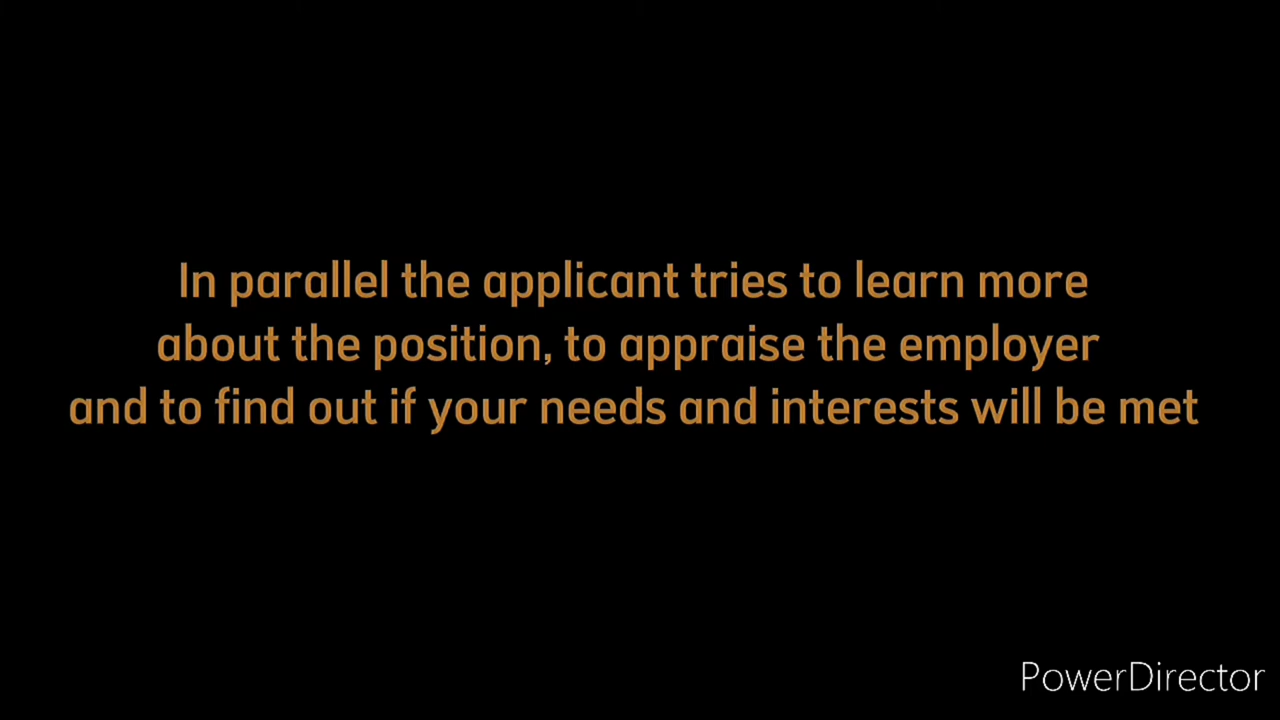 In parallel the applicant tries to learn more
about the position, to appraise the employer
and to find out if your needs and interests will be met
PowerDirector